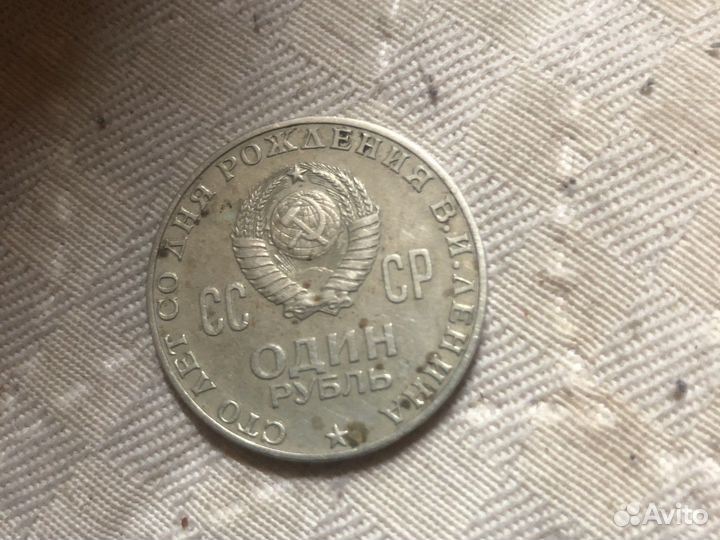 СТО ЛЕТ СО ДНЯ РОЖДЕНИЯ В.И.ЛЕНИНА
СС СР
ОДИН
РУБЛЬ
Avito